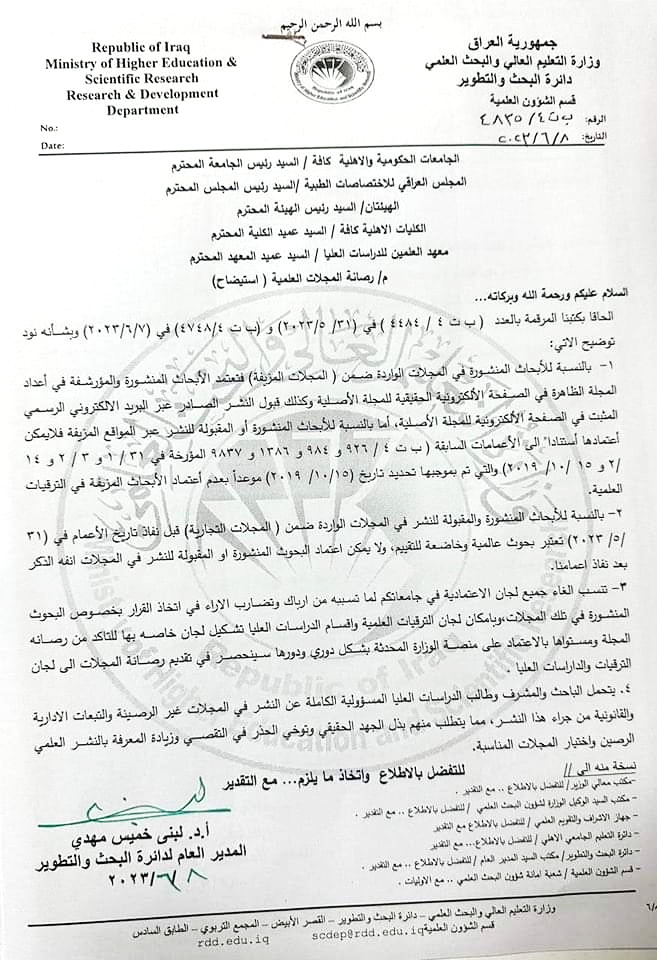 بسم الله الرحمن الرحيم
Republic of Iraq
Ministry of Higher Education &
Scientific Research
Research & Development
Department
No.:
Date:
جمهورية العراق
وزارة التعليم العالي والبحث العلمي
دائرة البحث والتطوير
قسم الشؤون العلمية
الرقم: ب ت ٤/ ٤٨٣٥
التاريخ: ٢٠٢٣/٦/٨
الجامعات الحكومية والاهلية كافة / السيد رئيس الجامعة المحترم
المجلس العراقي للاختصاصات الطبية /السيد رئيس المجلس المحترم
الهيئتان/ السيد رئيس الهيئة المحترم
الكليات الاهلية كافة / السيد عميد الكلية المحترم
معهد العلمين للدراسات العليا / السيد عميد المعهد المحترم
م/ رصانة المجلات العلمية ( استيضاح)
السلام عليكم ورحمة الله وبركاته...
الحاقا بكتبنا المرقمة بالعدد ( ب ت ٤ / ٤٤٨٤ ) في (٣١/ ٢٠٢٣/٥) و (ب ت ٤٧٤٨/٤) في (٢٠٢٣/٦/٧) وبشأنه نود
توضيح الاتي:
١- بالنسبة للأبحاث المنشورة في المجلات الواردة ضمن ( المجلات المزيفة) فتعتمد الأبحاث المنشورة والمؤرشفة في أعداد
المجلة الظاهرة في الصفحة الألكترونية الحقيقية للمجلة الأصلية وكذلك قبول النشر الصادر عبر البريد الالكتروني الرسمي
المثبت في الصفحة الألكترونية للمجلة الأصلية، أما بالنسبة للأبحاث المنشورة أو المقبولة للنشر عبر المواقع المزيفة فلايمكن
أعتمادها أستنادا" الى الأعمامات السابقة ( ب ت ٤ / ٩٢٦ و ٩٨٤ و ١٣٨٦ و ٩٨٣٧ المؤرخة في ٣١/ ١ و ٣ / ٢ و ١٤
/٢ و ١٥ /١٠/ ٢٠١٩) والتي تم بموجبها تحديد تاريخ (١٥/ ١٠/ ٢٠١٩) موعداً بعدم أعتماد الأبحاث المزيفة في الترقيات
العلمية.
٢- بالنسبة للأبحاث المنشورة والمقبولة للنشر في المجلات الواردة ضمن ( المجلات التجارية) قبل نفاذ تاريخ الأعمام في (٣١
/٥/ ٢٠٢٣) تعتبر بحوث عالمية وخاضعة للتقييم، ولا يمكن اعتماد البحوث المنشورة او المقبولة للنشر في المجلات انفه الذكر
بعد نفاذ اعمامنا.
٣- تنسب الغاء جميع لجان الاعتمادية في جامعاتكم لما تسببه من ارباك وتضارب الاراء في اتخاذ القرار بخصوص البحوث
المنشورة في تلك المجلات،وبامكان لجان الترقيات العلمية واقسام الدراسات العليا تشكيل لجان خاصه بها للتاكد من رصانه
المجلة ومستواها بالاعتماد على منصة الوزارة المحدثة بشكل دوري ودورها سينحصر في تقديم رصانة المجلات الى لجان
الترقيات والدراسات العليا .
٤. يتحمل الباحث والمشرف وطالب الدراسات العليا المسؤولية الكاملة عن النشر في المجلات غير الرصينة والتبعات الادارية
والقانونية من جراء هذا النشر، مما يتطلب منهم بذل الجهد الحقيقي وتوخي الحذر في التقصي وزيادة المعرفة بالنشر العلمي
الرصين واختيار المجلات المناسبة.
للتفضل بالاطلاع واتخاذ ما يلزم... مع التقدير
أ.د. لبنى خميس مهدي
المدير العام لدائرة البحث والتطوير
٢٠٢٣/٦/٨
نسخة منه الى //
-مكتب معالي الوزير/ للتفضل بالاطلاع .. مع التقدير .
- مكتب السيد الوكيل الوزارة لشؤون البحث العلمي / للتفضل بالاطلاع .. مع التقدير .
- جهاز الاشراف والتقويم العلمي / للتفضل بالاطلاع مع التقدير
- دائرة التعليم الجامعي الاهلي / للتفضل بالاطلاع... مع التقدير
- دائرة البحث والتطوير/ مكتب السيد المدير العام / للتفضل بالاطلاع .. مع التقدير .
- قسم الشؤون العلمية / شعبة امانة شؤون البحث العلمي .. مع الاوليات .
وزارة التعليم العالي والبحث العلمي – دائرة البحث والتطوير – القصر الأبيض – المجمع التربوي – الطابق السادس
قسم الشؤون العلمية scdep@rdd.edu.iq rdd.edu.iq